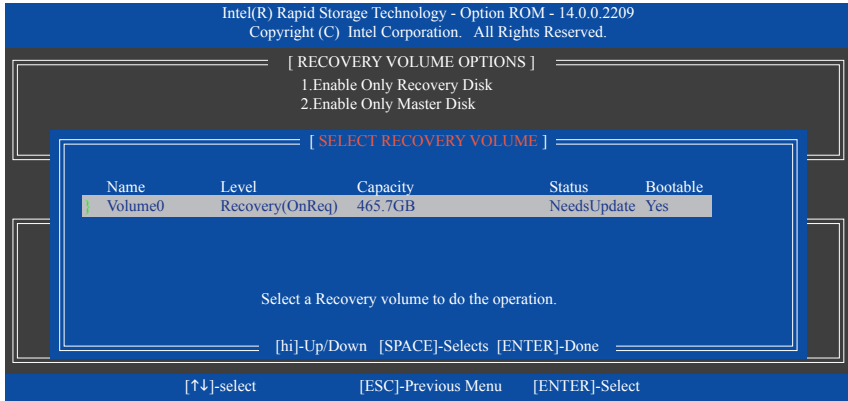 Intel(R) Rapid Storage Technology - Option ROM - 14.0.0.2209
Copyright (C) Intel Corporation. All Rights Reserved.
[ RECOVERY VOLUME OPTIONS ]
1.Enable Only Recovery Disk
2.Enable Only Master Disk
[ SELECT RECOVERY VOLUME ]
Name Level Capacity Status Bootable
Volume0 Recovery(OnReq) 465.7GB NeedsUpdate Yes
Select a Recovery volume to do the operation.
[hi]-Up/Down [SPACE]-Selects [ENTER]-Done
[↑↓]-select [ESC]-Previous Menu [ENTER]-Select